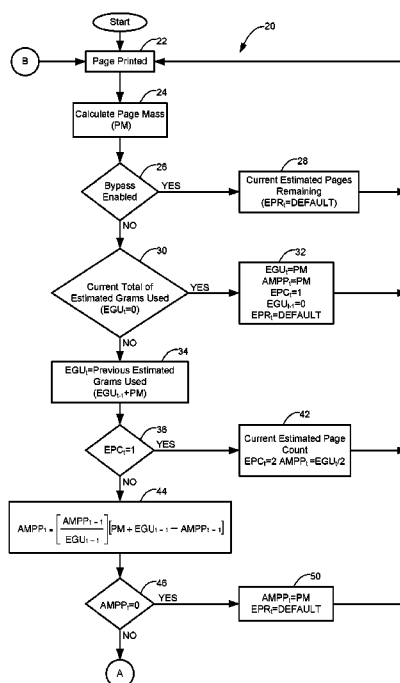 Start
20
B
22
Page Printed
24
Calculate Page Mass
(PM)
26
Bypass
Enabled
YES
28
Current Estimated Pages
Remaining
(EPRt=DEFAULT)
NO
30
Current Total of
Estimated Grams Used
(EGUt=0)
YES
32
EGUt=PM
AMPPt=PM
EPCt=1
EGUt-1=0
EPRt=DEFAULT
NO
34
EGUt=Previous Estimated
Grams Used
(EGUt-1+PM)
36
EPCt=1
YES
42
Current Estimated Page
Count
EPCt=2 AMPPt=EGUt/2
NO
44
AMPPt = [AMPPt-1 / EGUt-1] [PM + EGUt-1 – AMPPt-1]
46
AMPPt=0
YES
50
AMPPt=PM
EPRt=DEFAULT
NO
A